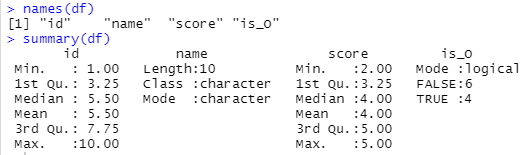 > names(df)
[1] "id"    "name"  "score" "is_O"
> summary(df)
       id            name               score        is_O
 Min.   : 1.00   Length:10          Min.   :2.00   Mode :logical
 1st Qu.: 3.25   Class :character   1st Qu.:3.25   FALSE:6
 Median : 5.50   Mode  :character   Median :4.00   TRUE :4
 Mean   : 5.50                      Mean   :4.00
 3rd Qu.: 7.75                      3rd Qu.:5.00
 Max.   :10.00                      Max.   :5.00